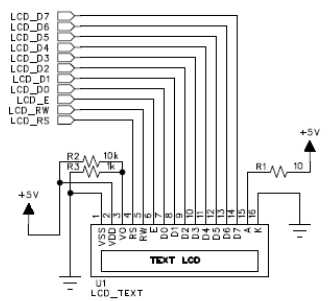 LCD_D7
LCD_D6
LCD_D5
LCD_D4
LCD_D3
LCD_D2
LCD_D1
LCD_D0
LCD_E
LCD_RW
LCD_RS
R2 10k
R3 1k
+5V
R1 10
+5V
1 2 3 4 5 6 7 8 9 10 11 12 13 14 15 16
VSS VDD VO RS RW E D0 D1 D2 D3 D4 D5 D6 D7 A K
TEXT LCD
U1
LCD_TEXT